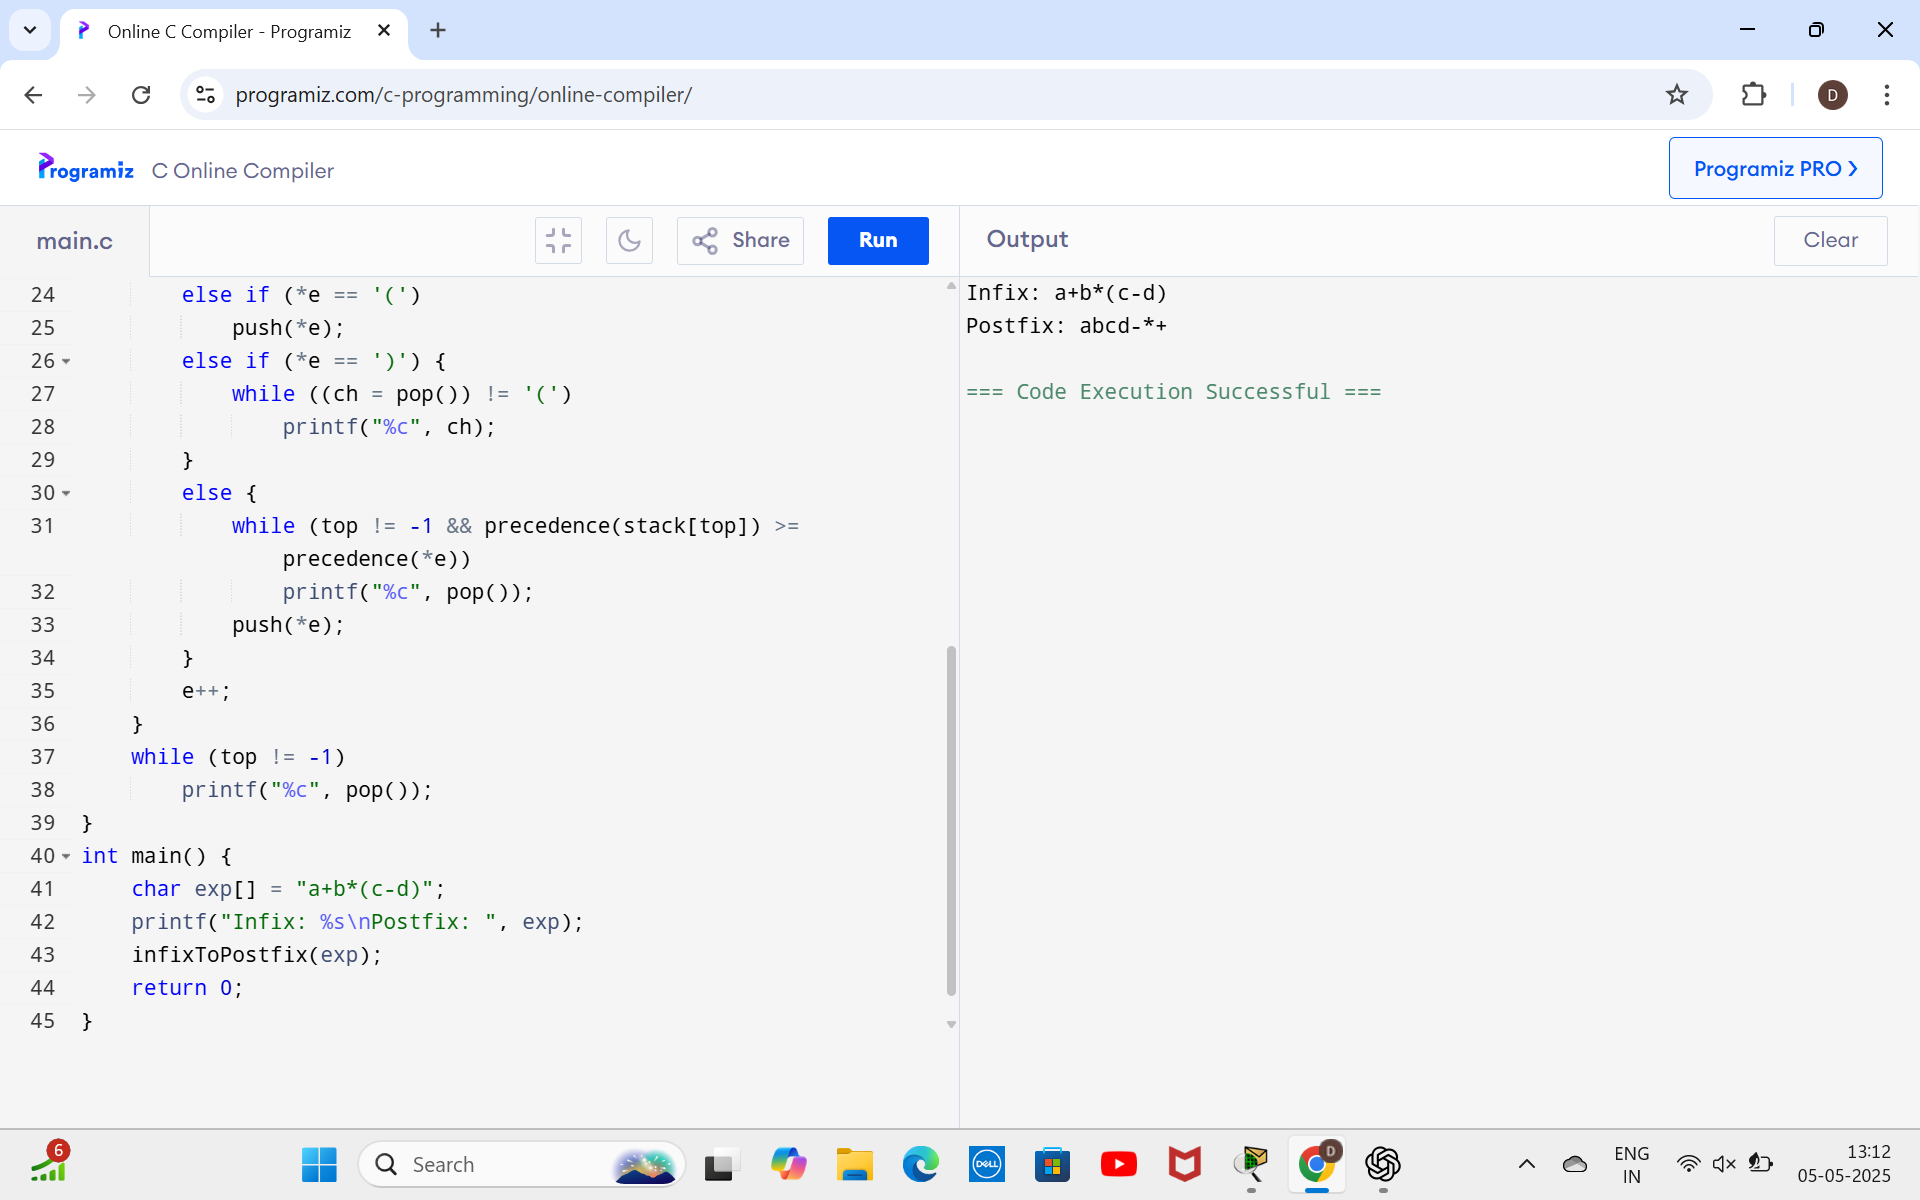 Online C Compiler - Programiz
programiz.com/c-programming/online-compiler/
D
Programiz C Online Compiler
Programiz PRO ❯
main.c
Share
Run
Output
Clear
24 else if (*e == '(')
25 push(*e);
26 else if (*e == ')') {
27 while ((ch = pop()) != '(')
28 printf("%c", ch);
29 }
30 else {
31 while (top != -1 && precedence(stack[top]) >=
precedence(*e))
32 printf("%c", pop());
33 push(*e);
34 }
35 e++;
36 }
37 while (top != -1)
38 printf("%c", pop());
39 }
40 int main() {
41 char exp[] = "a+b*(c-d)";
42 printf("Infix: %s\nPostfix: ", exp);
43 infixToPostfix(exp);
44 return 0;
45 }
Infix: a+b*(c-d)
Postfix: abcd-*+
=== Code Execution Successful ===
6
Search
DELL
D
ENG
IN
13:12
05-05-2025